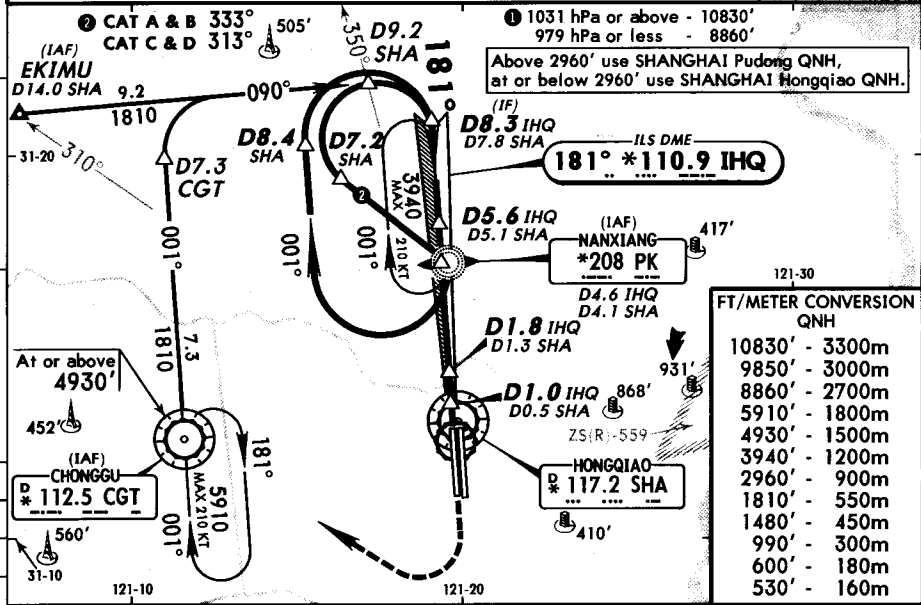 ❷ CAT A & B 333°
CAT C & D 313°
505'
350°
D9.2
SHA
181°
❶ 1031 hPa or above - 10830'
979 hPa or less - 8860'
Above 2960' use SHANGHAI Pudong QNH,
at or below 2960' use SHANGHAI Hongqiao QNH.
(IAF)
EKIMU
D14.0 SHA
9.2
1810
090°
310°
31-20
D7.3
CGT
D8.4
SHA
D7.2
SHA
❷
(IF)
D8.3 IHQ
D7.8 SHA
ILS DME
181° *110.9 IHQ
3940
MAX 210 KT
001°
001°
001°
D5.6 IHQ
D5.1 SHA
(IAF)
NANXIANG
*208 PK
D4.6 IHQ
D4.1 SHA
417'
121-30
7.3
1810
At or above
4930'
452'
D1.8 IHQ
D1.3 SHA
931'
868'
D1.0 IHQ
D0.5 SHA
ZS(R)-559
(IAF)
CHONGGU
D
* 112.5 CGT
181°
5910
MAX 210 KT
001°
HONGQIAO
D
* 117.2 SHA
560'
410'
31-10
121-10
121-20
FT/METER CONVERSION
QNH
10830' - 3300m
9850' - 3000m
8860' - 2700m
5910' - 1800m
4930' - 1500m
3940' - 1200m
2960' - 900m
1810' - 550m
1480' - 450m
990' - 300m
600' - 180m
530' - 160m